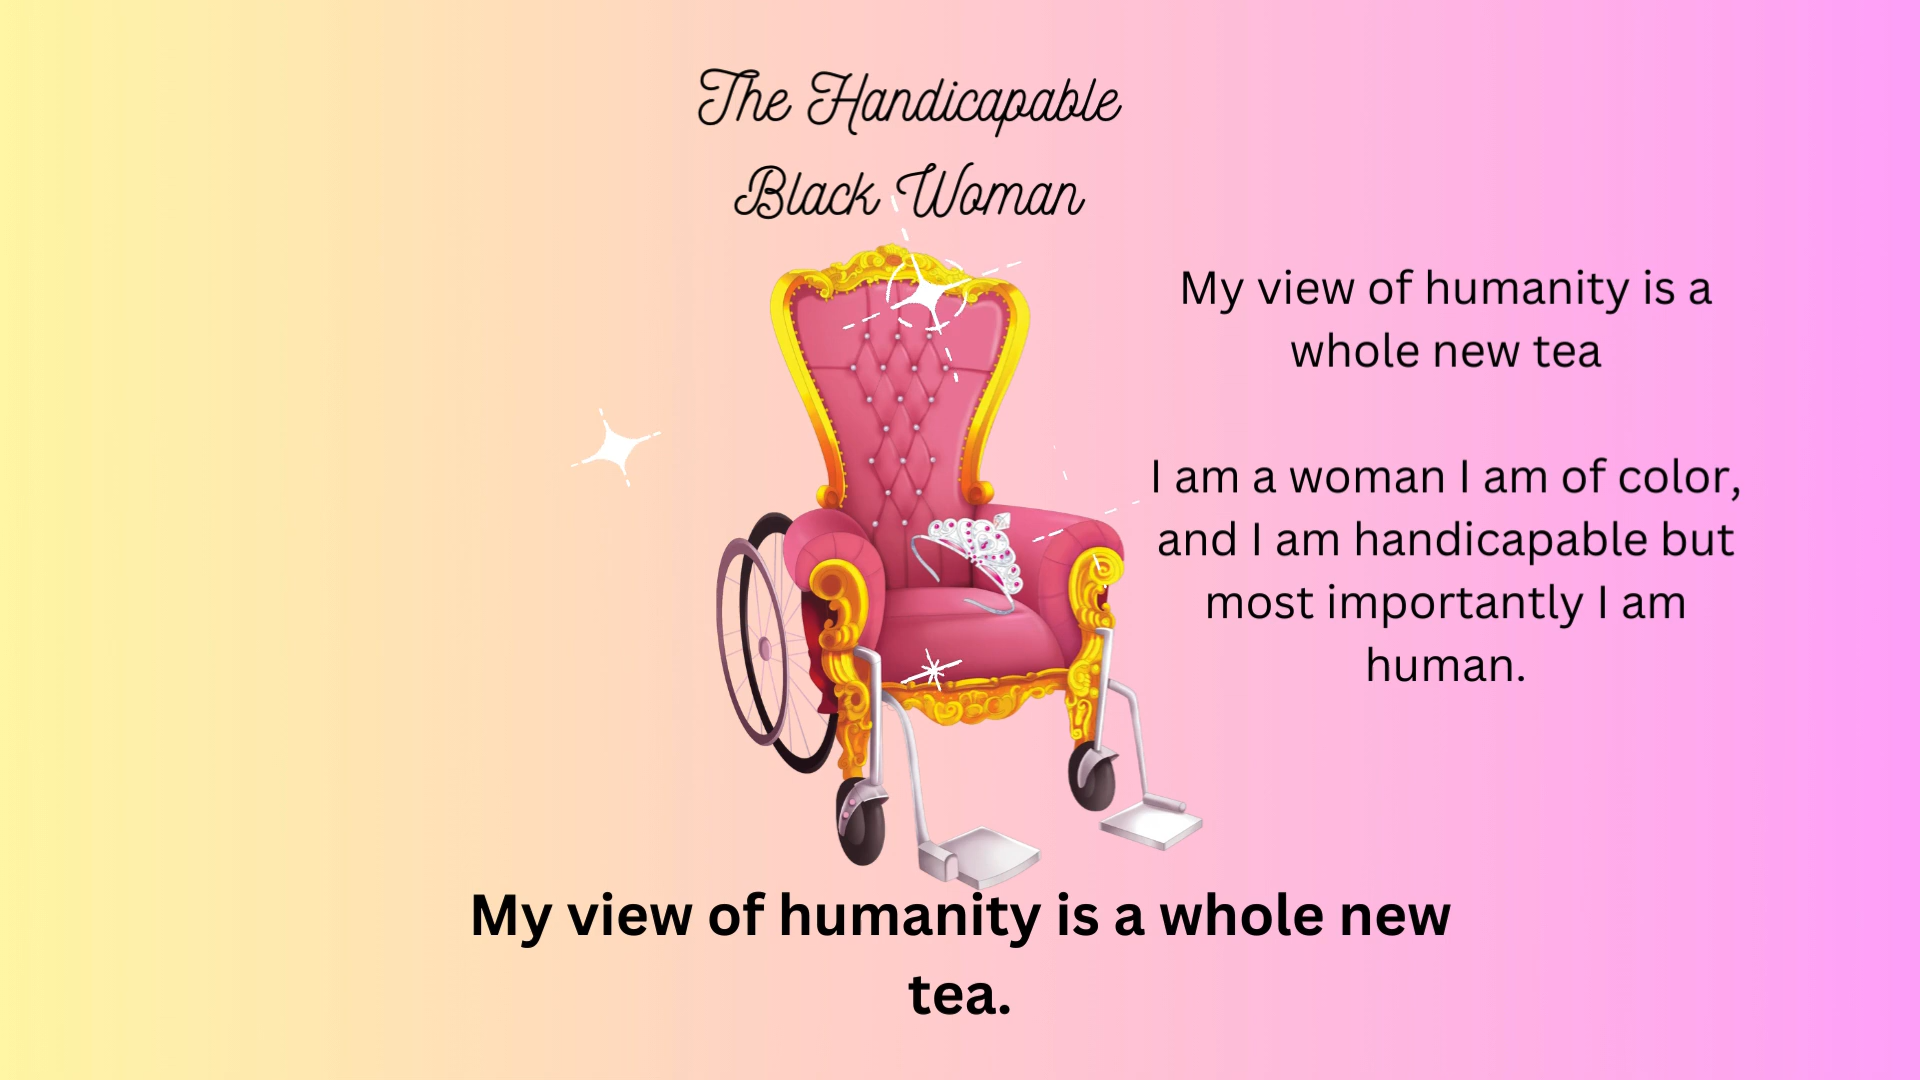 The Handicapable
Black Woman
My view of humanity is a
whole new tea
I am a woman I am of color,
and I am handicapable but
most importantly I am
human.
My view of humanity is a whole new
tea.